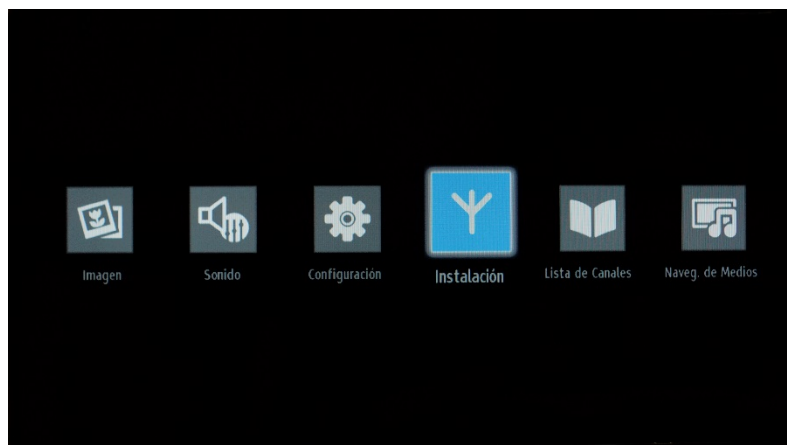 Imagen
Sonido
Configuración
Instalación
Lista de Canales
Naveg. de Medios